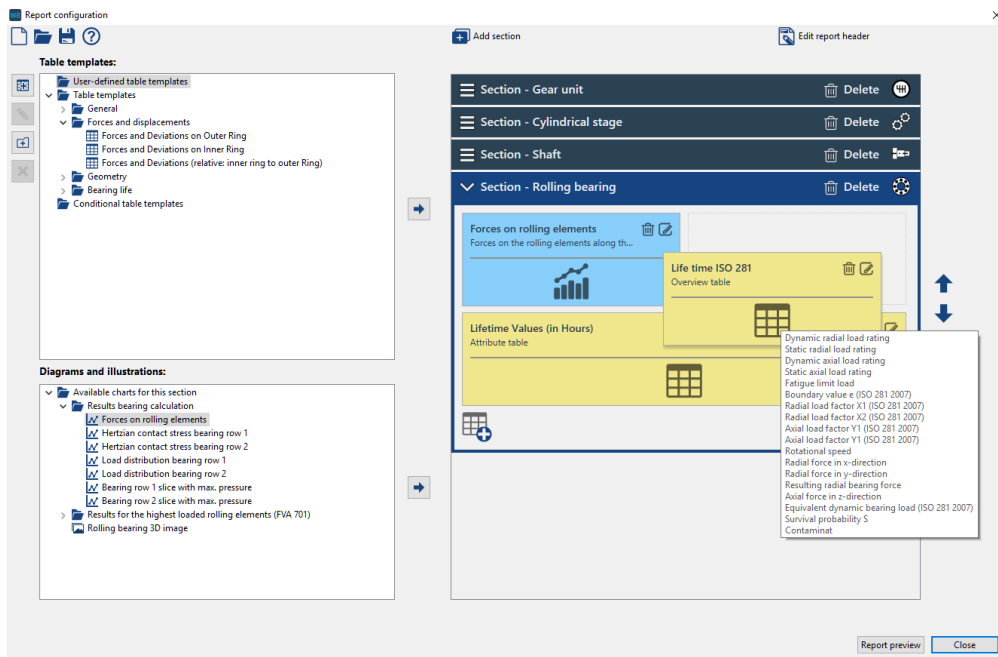 Report configuration
Add section
Edit report header
Table templates:
User-defined table templates
Table templates
General
Forces and displacements
Forces and Deviations on Outer Ring
Forces and Deviations on Inner Ring
Forces and Deviations (relative: inner ring to outer Ring)
Geometry
Bearing life
Conditional table templates
Diagrams and illustrations:
Available charts for this section
Results bearing calculation
Forces on rolling elements
Hertzian contact stress bearing row 1
Hertzian contact stress bearing row 2
Load distribution bearing row 1
Load distribution bearing row 2
Bearing row 1 slice with max. pressure
Bearing row 2 slice with max. pressure
Results for the highest loaded rolling elements (FVA 701)
Rolling bearing 3D image
Section - Gear unit Delete
Section - Cylindrical stage Delete
Section - Shaft Delete
Section - Rolling bearing Delete
Forces on rolling elements
Forces on the rolling elements along th...
Life time ISO 281
Overview table
Lifetime Values (in Hours)
Attribute table
Dynamic radial load rating
Static radial load rating
Dynamic axial load rating
Static axial load rating
Fatigue limit load
Boundary value e (ISO 281 2007)
Radial load factor X1 (ISO 281 2007)
Radial load factor X2 (ISO 281 2007)
Axial load factor Y1 (ISO 281 2007)
Axial load factor Y1 (ISO 281 2007)
Rotational speed
Radial force in x-direction
Radial force in y-direction
Resulting radial bearing force
Axial force in z-direction
Equivalent dynamic bearing load (ISO 281 2007)
Survival probability S
Contaminat
Report preview
Close